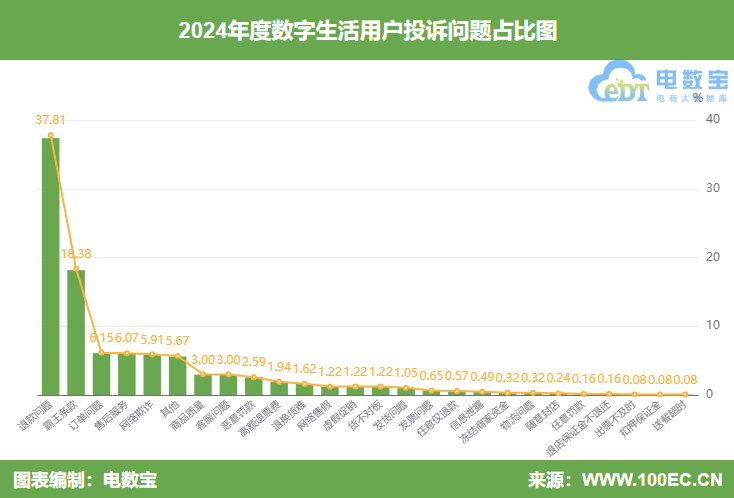 2024年度数字生活用户投诉问题占比图
eDT 电数宝
电商大数据库
%
40
30
20
10
0
37.81
18.38
6.15 6.07 5.91 5.67 3.00 3.00 2.59 1.94 1.62 1.22 1.22 1.22 1.05 0.65 0.57 0.49 0.32 0.32 0.24 0.16 0.16 0.08 0.08 0.08
退款问题
霸王条款
订单问题
售后服务
网络欺诈
其他
商品质量
客服问题
恶意罚款
高额退票费
退换货难
网络售假
虚假促销
货不对板
发货问题
发票问题
任意仅退款
信息泄露
冻结商家资金
物流问题
随意封店
任意罚款
退店保证金不退还
出票不及时
扣押保证金
送餐超时
图表编制：电数宝
来源：WWW.100EC.CN